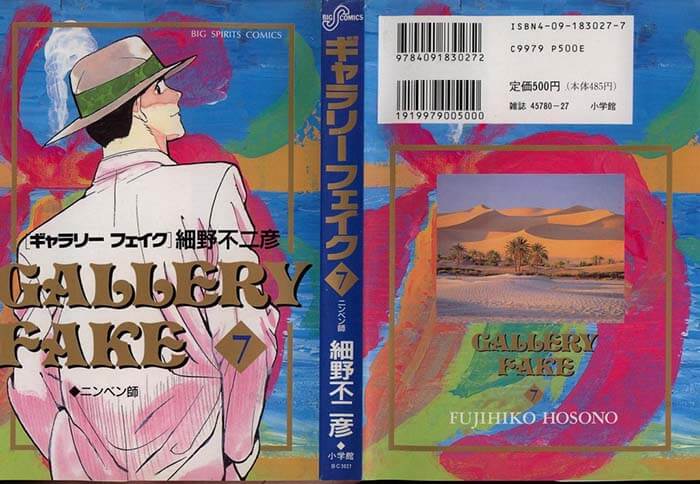 BIG SPIRITS COMICS
[ギャラリー フェイク] 細野不二彦
GALLERY
FAKE 7
◆ニンベン師
BIG COMICS
ギャラリーフェイク
7
ニンベン師
細野不二彦
◆
小学館
9784091830272
1919979005000
ISBN4-09-183027-7
C9979 P500E
定価500円(本体485円)
雑誌 45780-27 小学館
GALLERY
FAKE
7
FUJIHIKO HOSONO